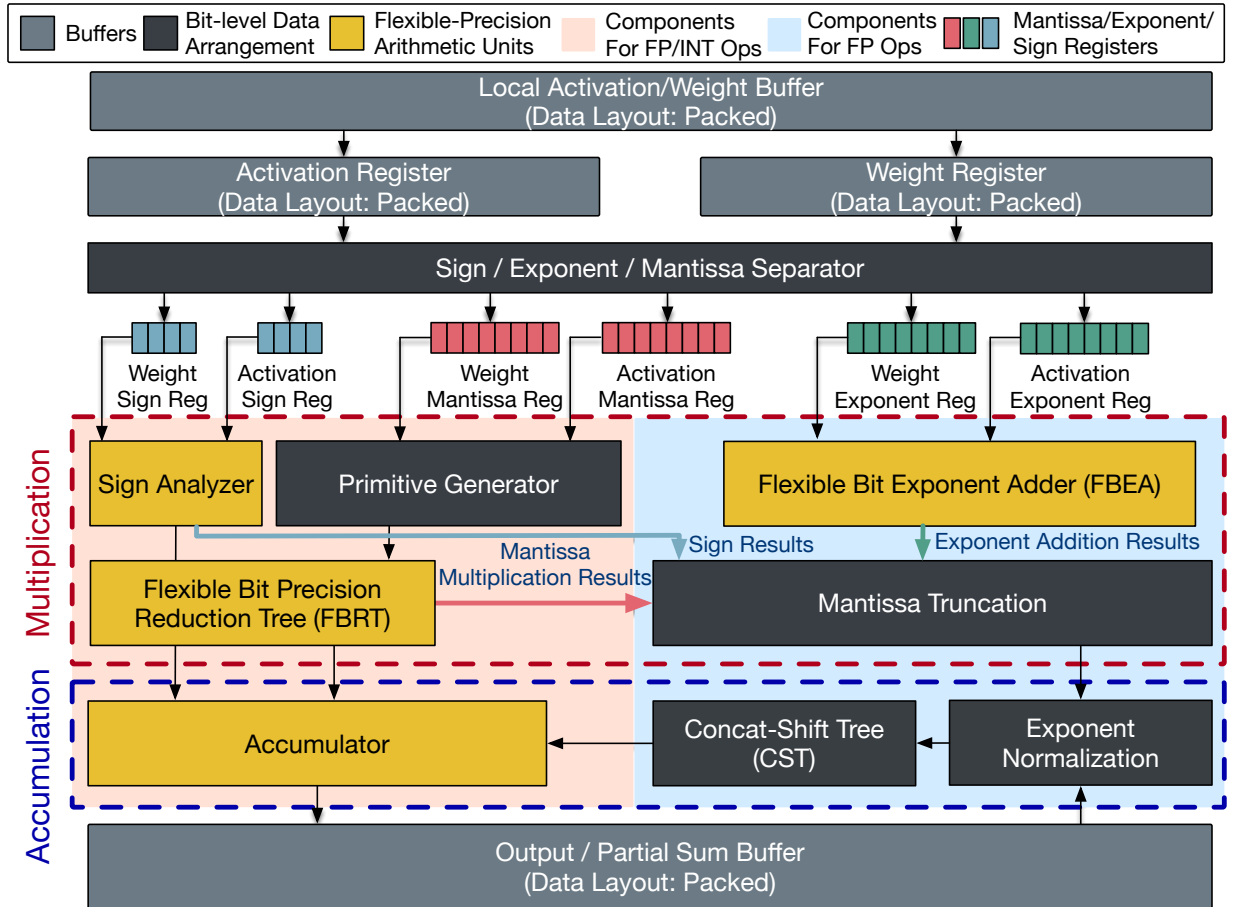 Buffers
Bit-level Data
Arrangement
Flexible-Precision
Arithmetic Units
Components
For FP/INT Ops
Components
For FP Ops
Mantissa/Exponent/
Sign Registers
Local Activation/Weight Buffer
(Data Layout: Packed)
Activation Register
(Data Layout: Packed)
Weight Register
(Data Layout: Packed)
Sign / Exponent / Mantissa Separator
Weight
Sign Reg
Activation
Sign Reg
Weight
Mantissa Reg
Activation
Mantissa Reg
Weight
Exponent Reg
Activation
Exponent Reg
Multiplication
Sign Analyzer
Primitive Generator
Flexible Bit Exponent Adder (FBEA)
Sign Results
Exponent Addition Results
Mantissa
Multiplication Results
Flexible Bit Precision
Reduction Tree (FBRT)
Mantissa Truncation
Accumulation
Accumulator
Concat-Shift Tree
(CST)
Exponent
Normalization
Output / Partial Sum Buffer
(Data Layout: Packed)